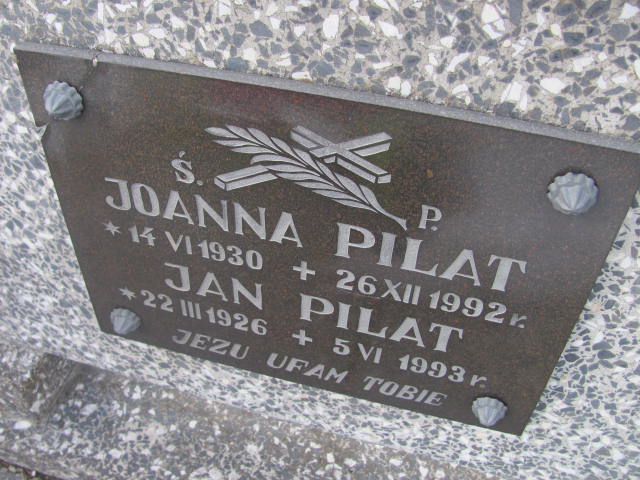 Ś. P.
JOANNA PILAT
* 14 VI 1930 + 26 XII 1992 r.
JAN PILAT
* 22 III 1926 + 5 VI 1993 r.
JEZU UFAM TOBIE